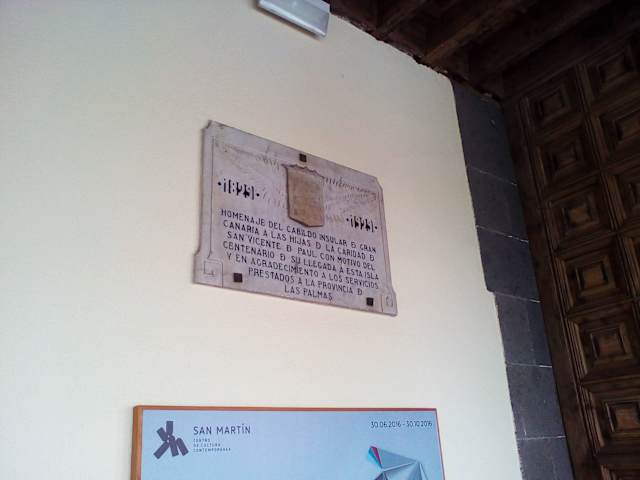 ·1829·
·1929·
HOMENAJE DEL CABILDO INSULAR Đ GRAN
CANARIA A LAS HIJAS Đ LA CARIDAD Đ
SAN VICENTE Đ PAUL CON MOTIVO DEL
CENTENARIO Đ SU LLEGADA A ESTA ISLA
Y EN AGRADECIMIENTO A LOS SERVICIOS
PRESTADOS A LA PROVINCIA Đ
LAS PALMAS
SAN MARTÍN
CENTRO
DE CULTURA
CONTEMPORÁNEA
30.06.2016 - 30.10.2016